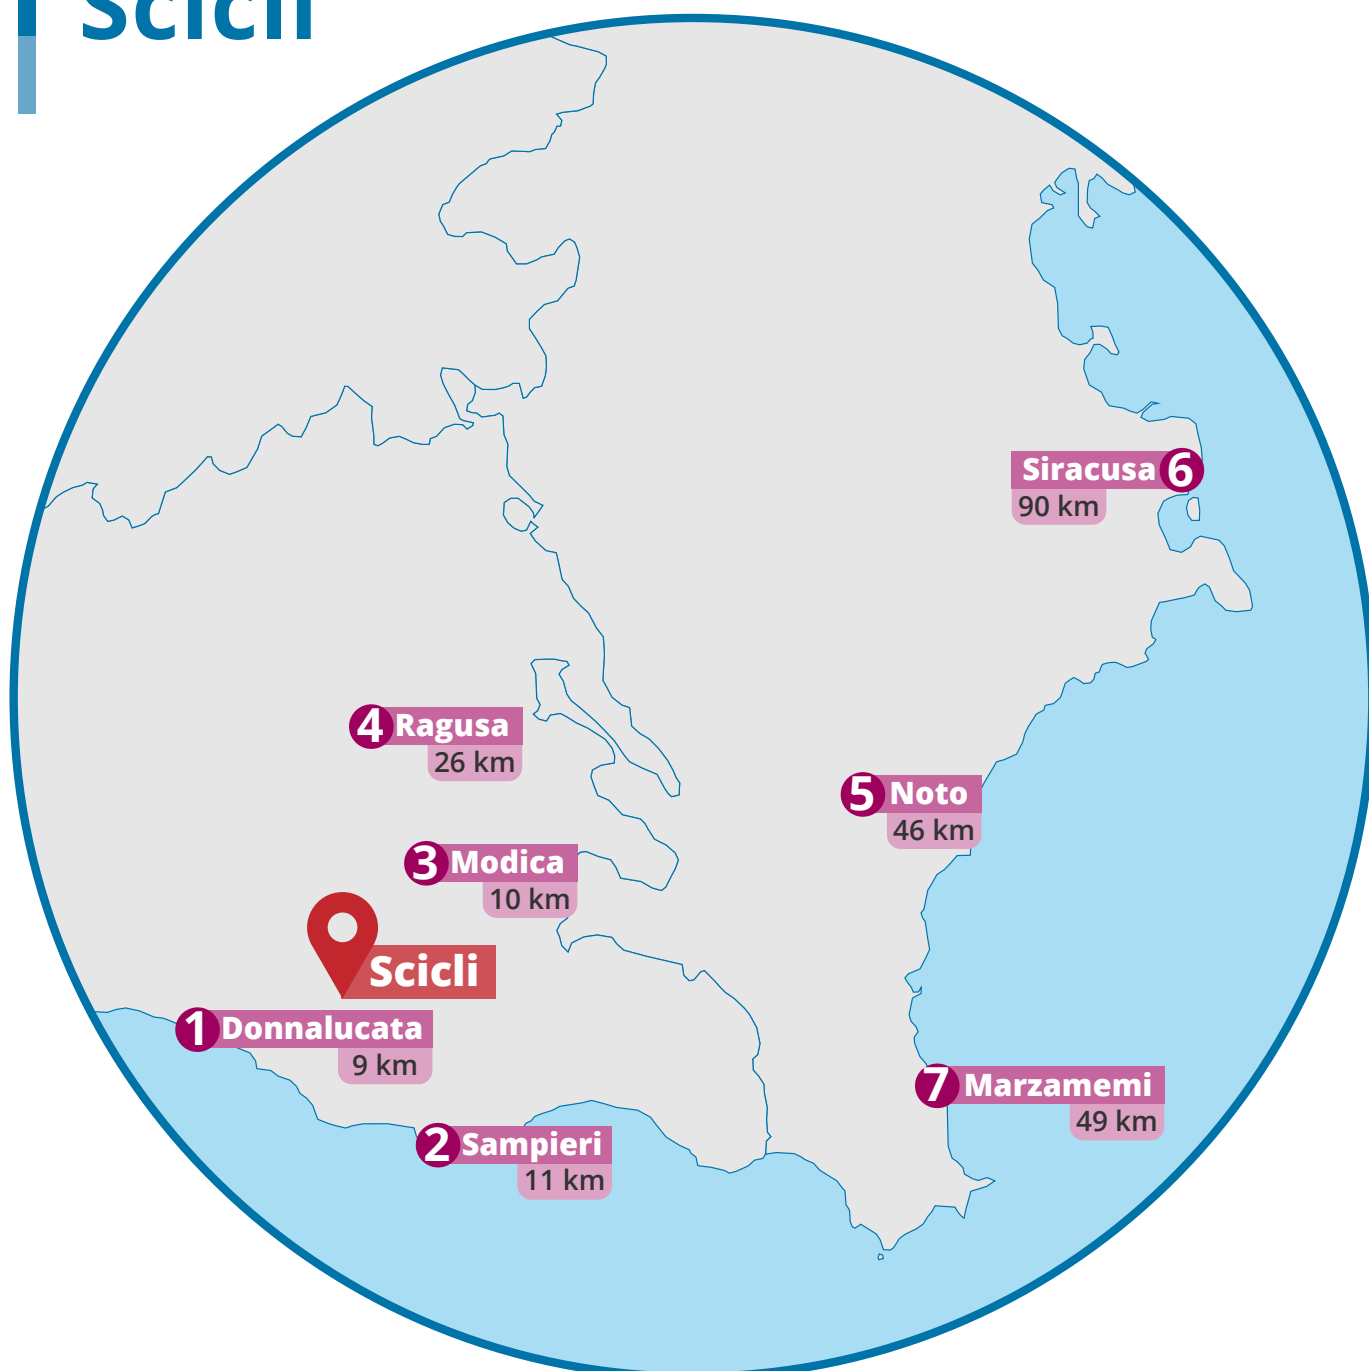 Scicli
6 Siracusa
90 km
4 Ragusa
26 km
5 Noto
46 km
3 Modica
10 km
Scicli
1 Donnalucata
9 km
7 Marzamemi
49 km
2 Sampieri
11 km